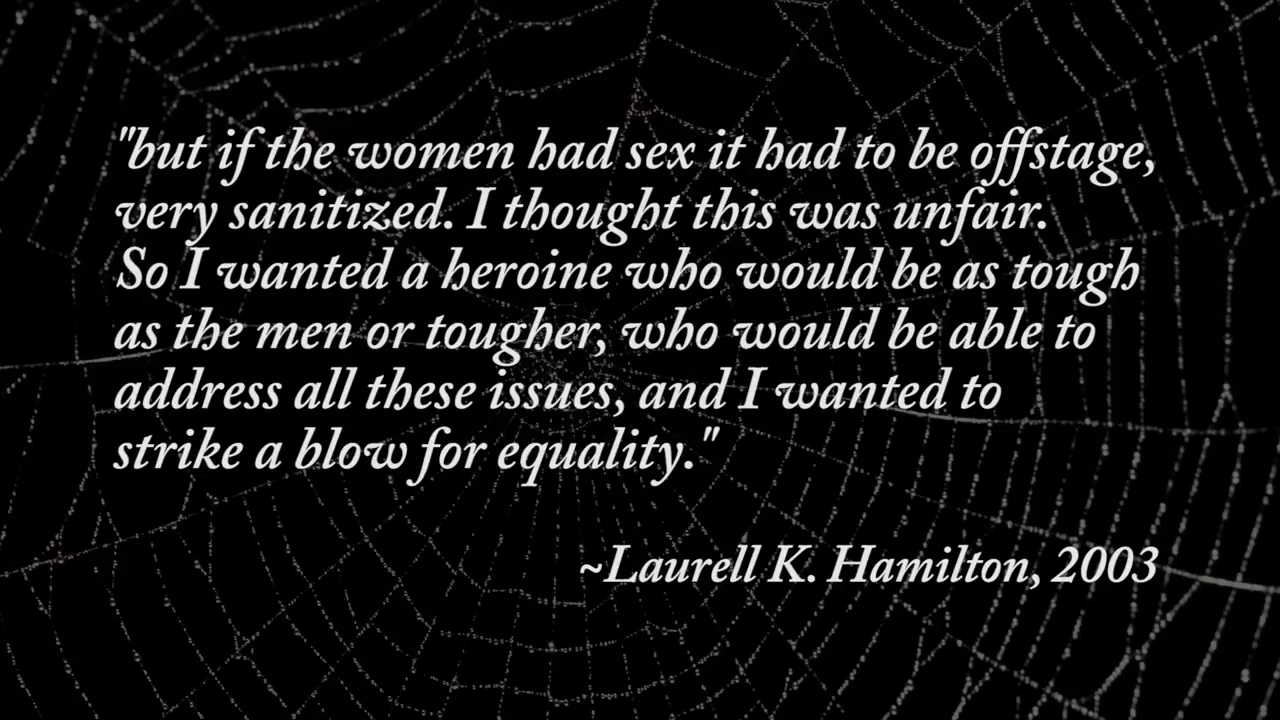 "but if the women had sex it had to be offstage,
very sanitized. I thought this was unfair.
So I wanted a heroine who would be as tough
as the men or tougher, who would be able to
address all these issues, and I wanted to
strike a blow for equality."
~Laurell K. Hamilton, 2003